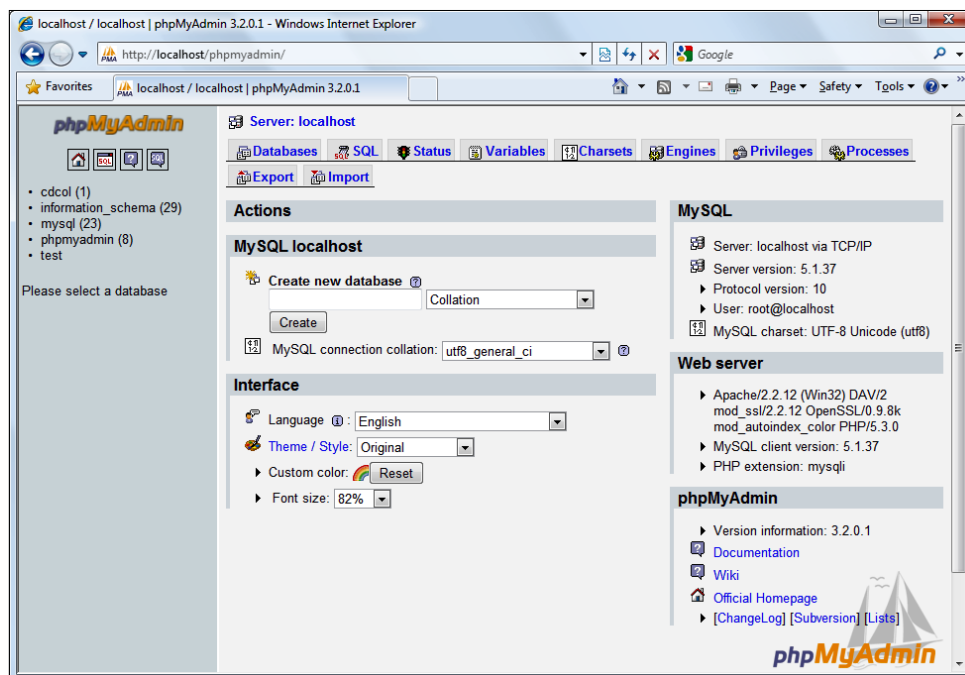 localhost / localhost | phpMyAdmin 3.2.0.1 - Windows Internet Explorer
http://localhost/phpmyadmin/
Google
Favorites
localhost / localhost | phpMyAdmin 3.2.0.1
Page
Safety
Tools
phpMyAdmin
SQL
SQL
cdcol (1)
information_schema (29)
mysql (23)
phpmyadmin (8)
test
Please select a database
Server: localhost
Databases SQL Status Variables Charsets Engines Privileges Processes
Export Import
Actions
MySQL localhost
Create new database
Collation
Create
MySQL connection collation: utf8_general_ci
Interface
Language : English
Theme / Style: Original
Custom color: Reset
Font size: 82%
MySQL
Server: localhost via TCP/IP
Server version: 5.1.37
Protocol version: 10
User: root@localhost
MySQL charset: UTF-8 Unicode (utf8)
Web server
Apache/2.2.12 (Win32) DAV/2
mod_ssl/2.2.12 OpenSSL/0.9.8k
mod_autoindex_color PHP/5.3.0
MySQL client version: 5.1.37
PHP extension: mysqli
phpMyAdmin
Version information: 3.2.0.1
Documentation
Wiki
Official Homepage
[ChangeLog] [Subversion] [Lists]
phpMyAdmin